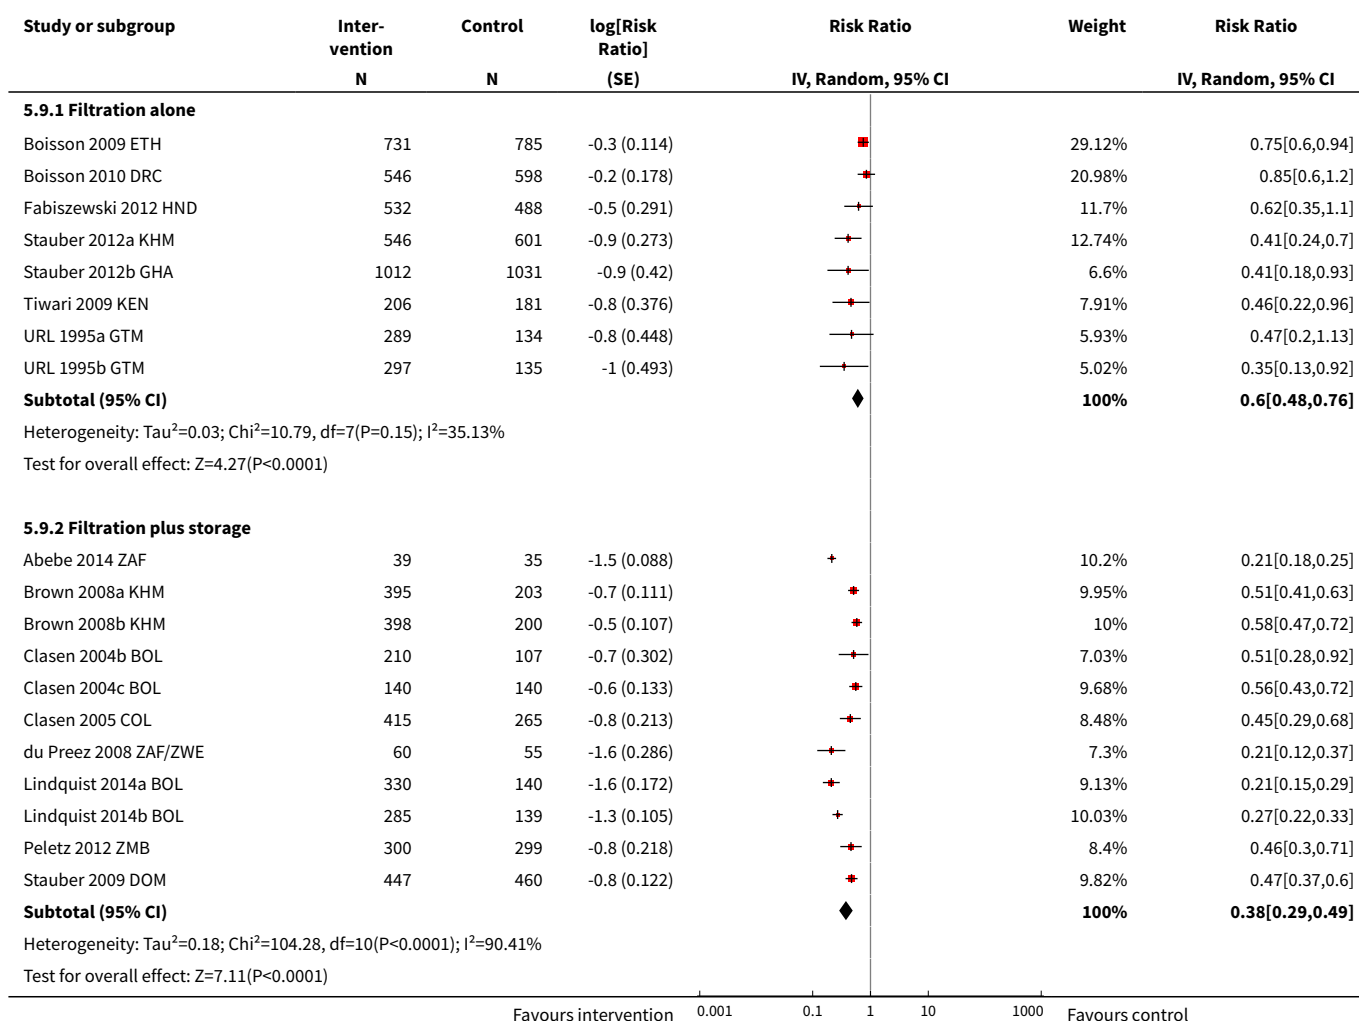 Study or subgroup Inter-vention Control log[Risk Ratio] Risk Ratio Weight Risk Ratio
N N (SE) IV, Random, 95% CI IV, Random, 95% CI
5.9.1 Filtration alone
Boisson 2009 ETH 731 785 -0.3 (0.114) 29.12% 0.75[0.6,0.94]
Boisson 2010 DRC 546 598 -0.2 (0.178) 20.98% 0.85[0.6,1.2]
Fabiszewski 2012 HND 532 488 -0.5 (0.291) 11.7% 0.62[0.35,1.1]
Stauber 2012a KHM 546 601 -0.9 (0.273) 12.74% 0.41[0.24,0.7]
Stauber 2012b GHA 1012 1031 -0.9 (0.42) 6.6% 0.41[0.18,0.93]
Tiwari 2009 KEN 206 181 -0.8 (0.376) 7.91% 0.46[0.22,0.96]
URL 1995a GTM 289 134 -0.8 (0.448) 5.93% 0.47[0.2,1.13]
URL 1995b GTM 297 135 -1 (0.493) 5.02% 0.35[0.13,0.92]
Subtotal (95% CI) 100% 0.6[0.48,0.76]
Heterogeneity: Tau²=0.03; Chi²=10.79, df=7(P=0.15); I²=35.13%
Test for overall effect: Z=4.27(P<0.0001)
5.9.2 Filtration plus storage
Abebe 2014 ZAF 39 35 -1.5 (0.088) 10.2% 0.21[0.18,0.25]
Brown 2008a KHM 395 203 -0.7 (0.111) 9.95% 0.51[0.41,0.63]
Brown 2008b KHM 398 200 -0.5 (0.107) 10% 0.58[0.47,0.72]
Clasen 2004b BOL 210 107 -0.7 (0.302) 7.03% 0.51[0.28,0.92]
Clasen 2004c BOL 140 140 -0.6 (0.133) 9.68% 0.56[0.43,0.72]
Clasen 2005 COL 415 265 -0.8 (0.213) 8.48% 0.45[0.29,0.68]
du Preez 2008 ZAF/ZWE 60 55 -1.6 (0.286) 7.3% 0.21[0.12,0.37]
Lindquist 2014a BOL 330 140 -1.6 (0.172) 9.13% 0.21[0.15,0.29]
Lindquist 2014b BOL 285 139 -1.3 (0.105) 10.03% 0.27[0.22,0.33]
Peletz 2012 ZMB 300 299 -0.8 (0.218) 8.4% 0.46[0.3,0.71]
Stauber 2009 DOM 447 460 -0.8 (0.122) 9.82% 0.47[0.37,0.6]
Subtotal (95% CI) 100% 0.38[0.29,0.49]
Heterogeneity: Tau²=0.18; Chi²=104.28, df=10(P<0.0001); I²=90.41%
Test for overall effect: Z=7.11(P<0.0001)
Favours intervention 0.001 0.1 1 10 1000 Favours control